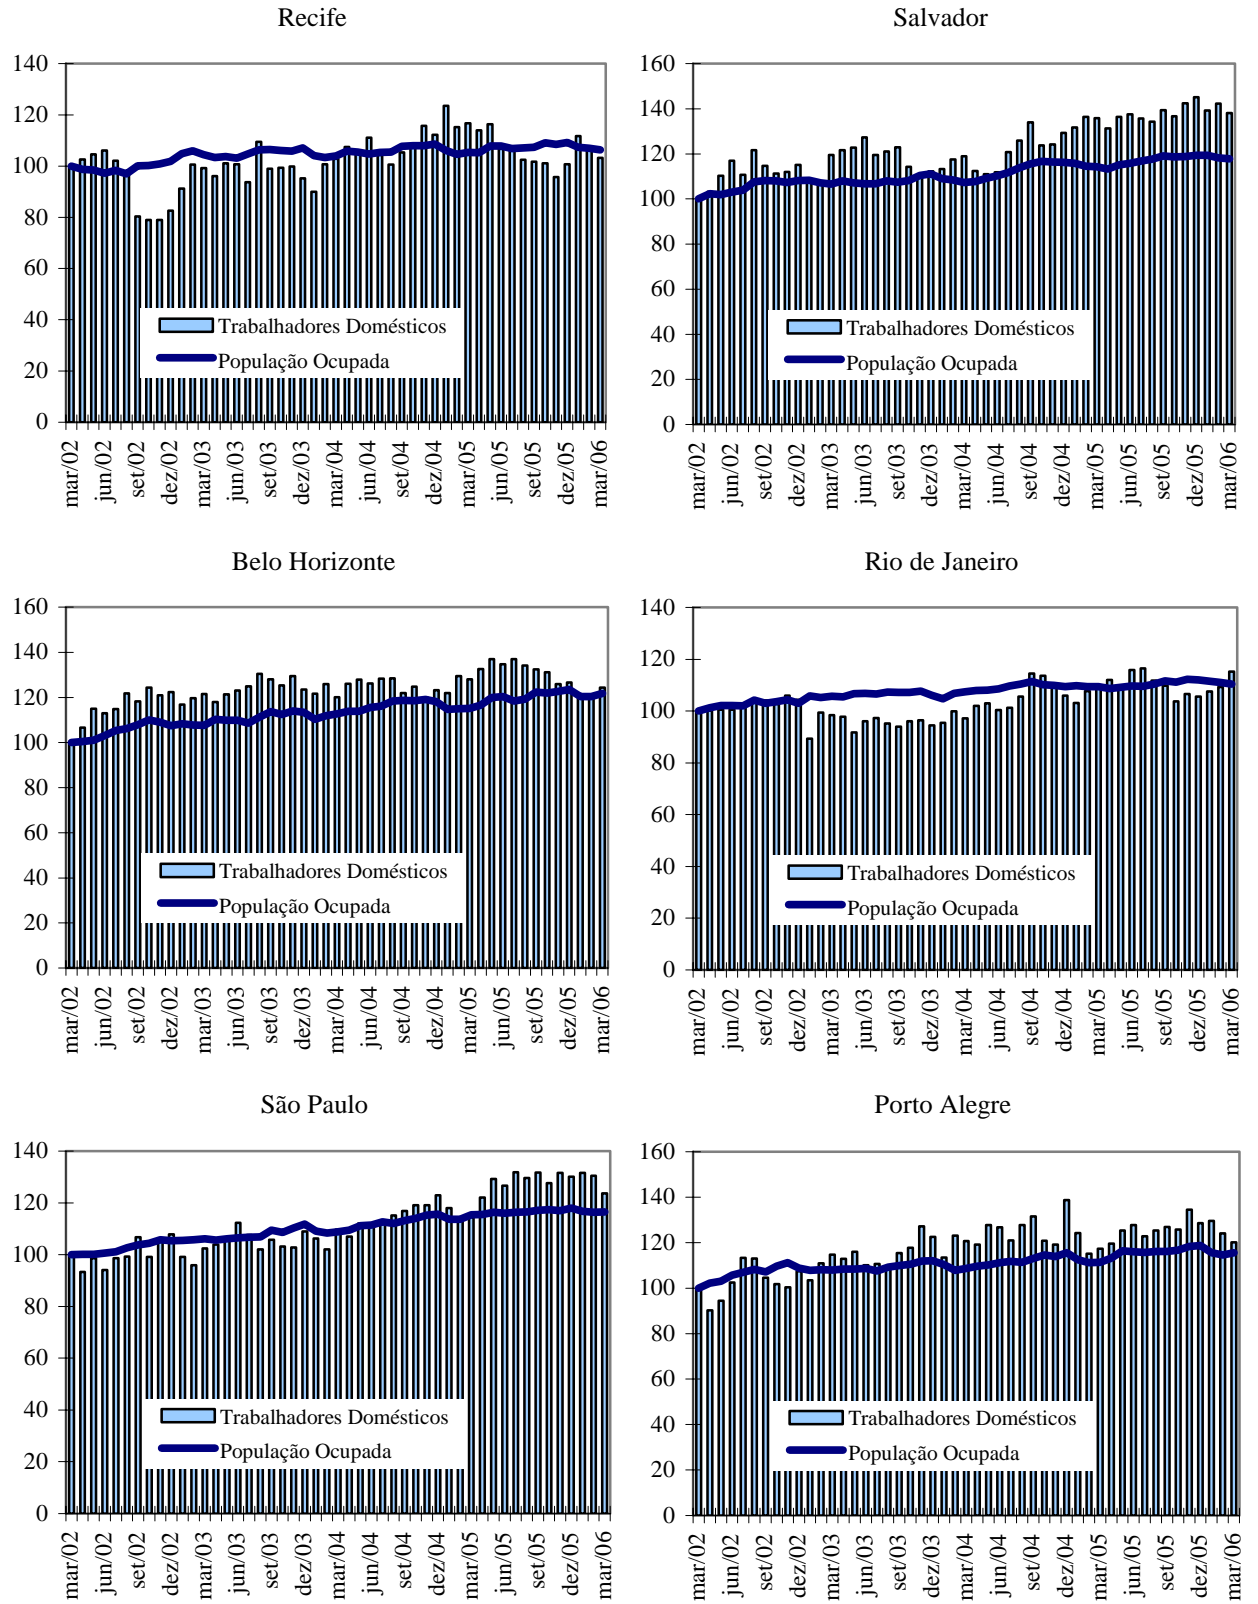 Recife
140
120
100
80
60
40
20
0
Trabalhadores Domésticos
População Ocupada
mar/02
jun/02
set/02
dez/02
mar/03
jun/03
set/03
dez/03
mar/04
jun/04
set/04
dez/04
mar/05
jun/05
set/05
dez/05
mar/06
Salvador
160
140
120
100
80
60
40
20
0
Trabalhadores Domésticos
População Ocupada
mar/02
jun/02
set/02
dez/02
mar/03
jun/03
set/03
dez/03
mar/04
jun/04
set/04
dez/04
mar/05
jun/05
set/05
dez/05
mar/06
Belo Horizonte
160
140
120
100
80
60
40
20
0
Trabalhadores Domésticos
População Ocupada
mar/02
jun/02
set/02
dez/02
mar/03
jun/03
set/03
dez/03
mar/04
jun/04
set/04
dez/04
mar/05
jun/05
set/05
dez/05
mar/06
Rio de Janeiro
140
120
100
80
60
40
20
0
Trabalhadores Domésticos
População Ocupada
mar/02
jun/02
set/02
dez/02
mar/03
jun/03
set/03
dez/03
mar/04
jun/04
set/04
dez/04
mar/05
jun/05
set/05
dez/05
mar/06
São Paulo
140
120
100
80
60
40
20
0
Trabalhadores Domésticos
População Ocupada
mar/02
jun/02
set/02
dez/02
mar/03
jun/03
set/03
dez/03
mar/04
jun/04
set/04
dez/04
mar/05
jun/05
set/05
dez/05
mar/06
Porto Alegre
160
140
120
100
80
60
40
20
0
Trabalhadores Domésticos
População Ocupada
mar/02
jun/02
set/02
dez/02
mar/03
jun/03
set/03
dez/03
mar/04
jun/04
set/04
dez/04
mar/05
jun/05
set/05
dez/05
mar/06